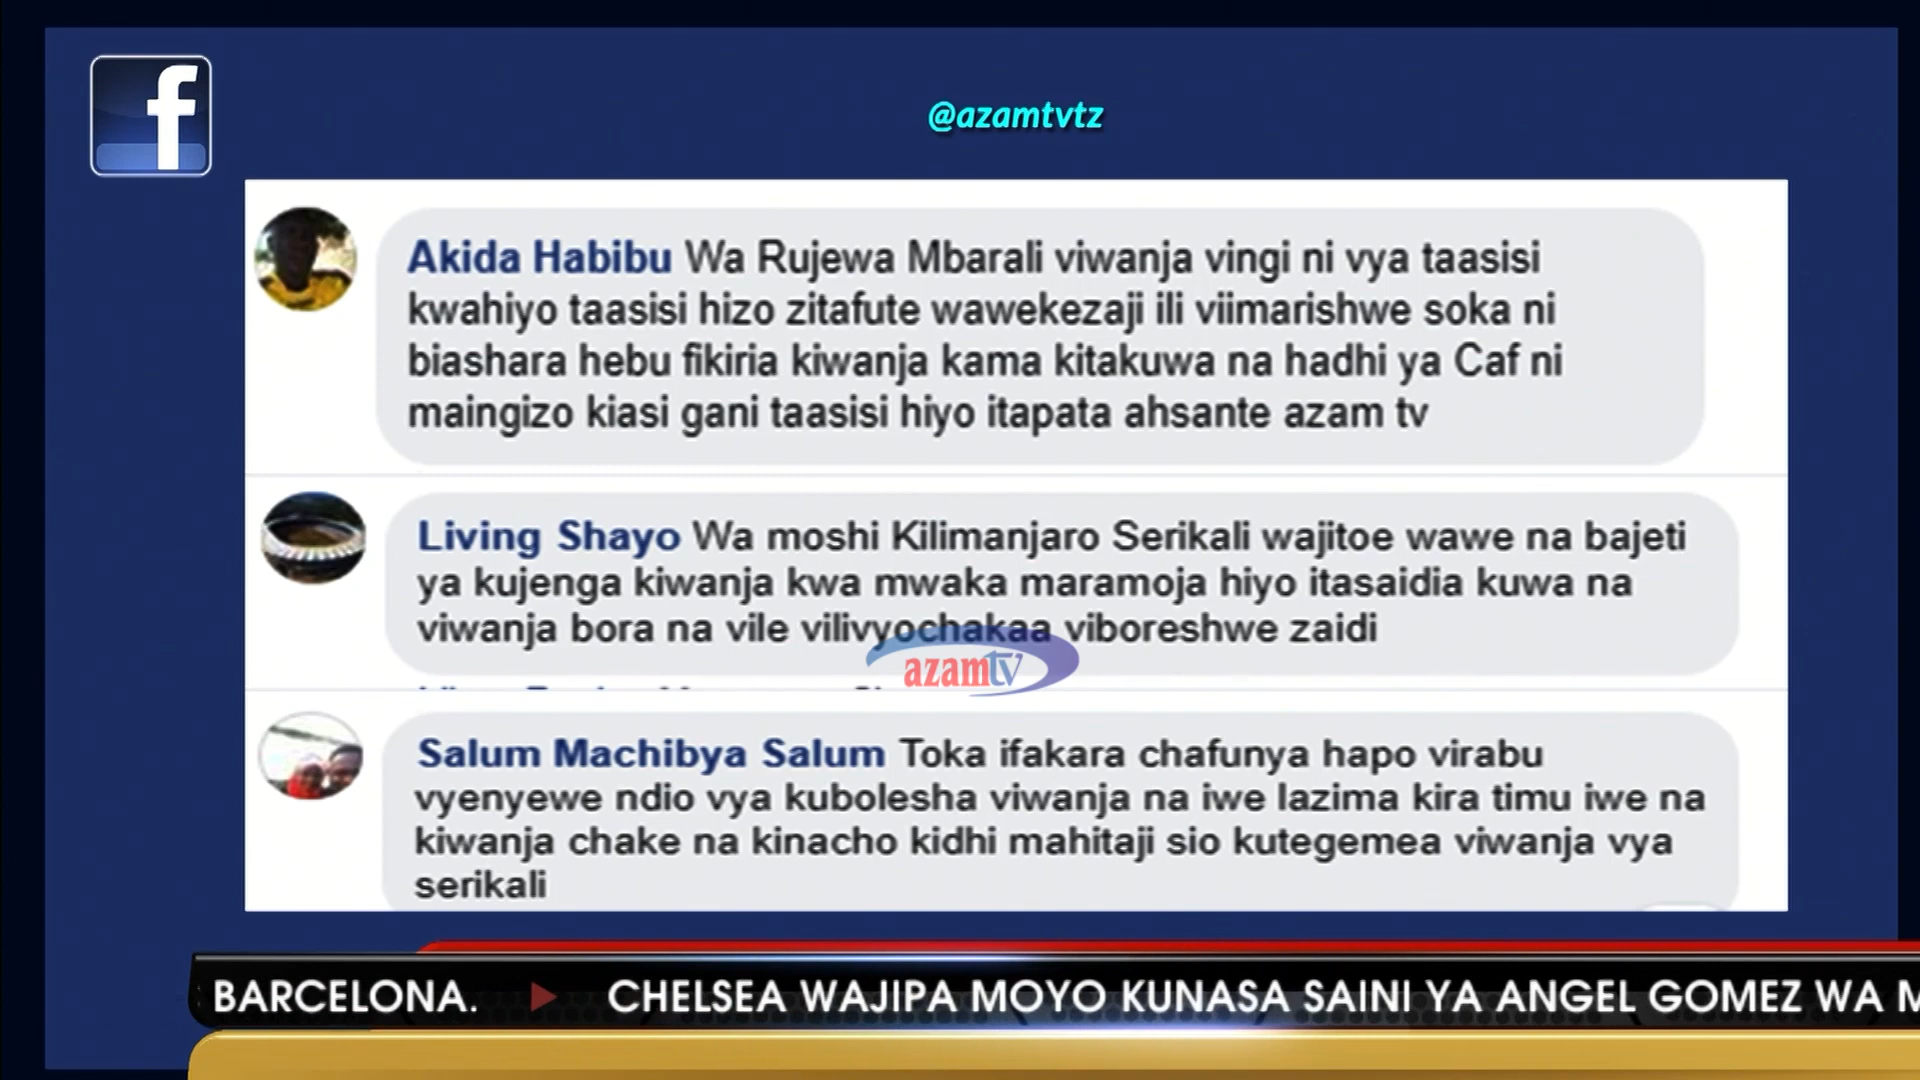 f
@azamtvtz
Akida Habibu Wa Rujewa Mbarali viwanja vingi ni vya taasisi
kwahiyo taasisi hizo zitafute wawekezaji ili viimarishwe soka ni
biashara hebu fikiria kiwanja kama kitakuwa na hadhi ya Caf ni
maingizo kiasi gani taasisi hiyo itapata ahsante azam tv
Living Shayo Wa moshi Kilimanjaro Serikali wajitoe wawe na bajeti
ya kujenga kiwanja kwa mwaka maramoja hiyo itasaidia kuwa na
viwanja bora na vile vilivyochakaa viboreshwe zaidi
azamtv
Salum Machibya Salum Toka ifakara chafunya hapo virabu
vyenyewe ndio vya kubolesha viwanja na iwe lazima kira timu iwe na
kiwanja chake na kinacho kidhi mahitaji sio kutegemea viwanja vya
serikali
BARCELONA. CHELSEA WAJIPA MOYO KUNASA SAINI YA ANGEL GOMEZ WA